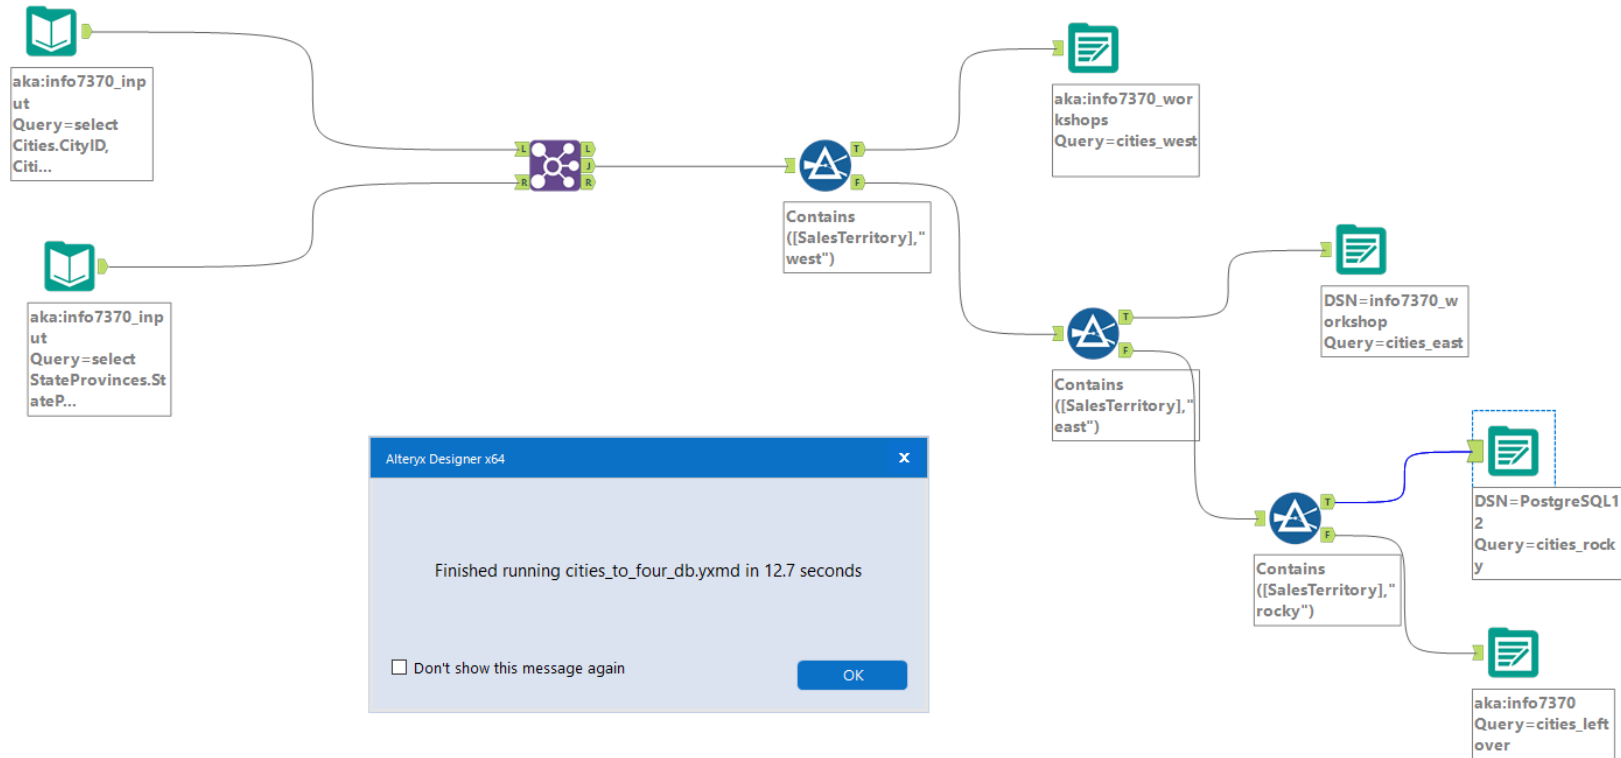 aka:info7370_inp
ut
Query=select
Cities.CityID,
Citi...
aka:info7370_inp
ut
Query=select
StateProvinces.St
ateP...
L
R
L
J
R
Contains
([SalesTerritory],"
west")
T
F
aka:info7370_wor
kshops
Query=cities_west
Contains
([SalesTerritory],"
east")
T
F
DSN=info7370_w
orkshop
Query=cities_east
Contains
([SalesTerritory],"
rocky")
T
F
DSN=PostgreSQL1
2
Query=cities_rock
y
aka:info7370
Query=cities_left
over
Alteryx Designer x64
X
Finished running cities_to_four_db.yxmd in 12.7 seconds
Don't show this message again
OK